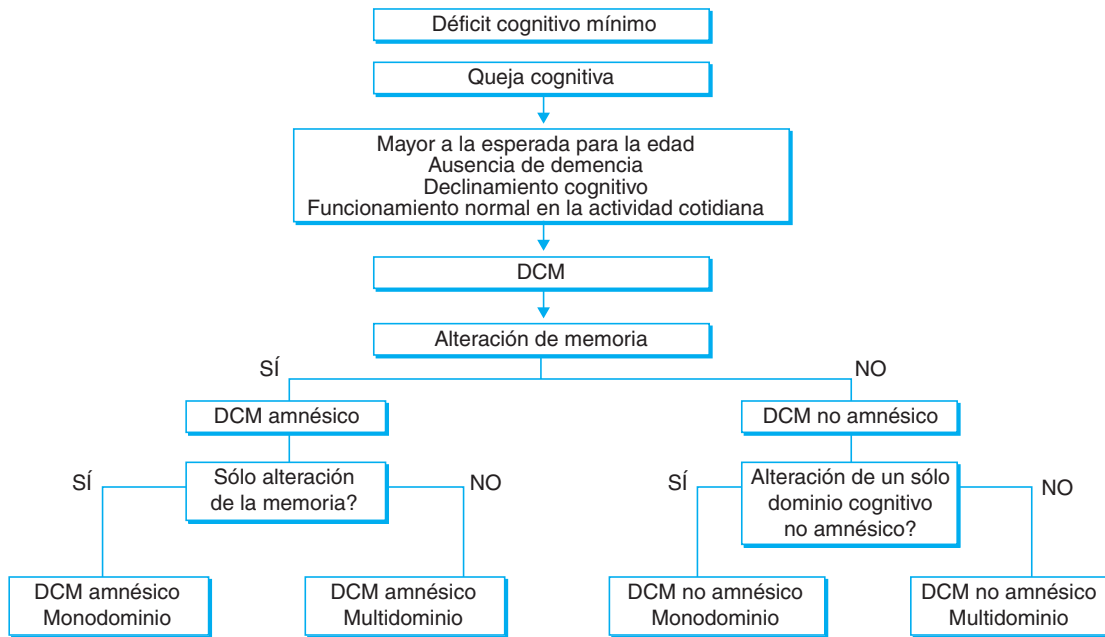 Déficit cognitivo mínimo
Queja cognitiva
Mayor a la esperada para la edad
Ausencia de demencia
Declinamiento cognitivo
Funcionamiento normal en la actividad cotidiana
DCM
Alteración de memoria
SÍ
NO
DCM amnésico
DCM no amnésico
SÍ
Sólo alteración
de la memoria?
NO
SÍ
Alteración de un sólo
dominio cognitivo
no amnésico?
NO
DCM amnésico
Monodominio
DCM amnésico
Multidominio
DCM no amnésico
Monodominio
DCM no amnésico
Multidominio